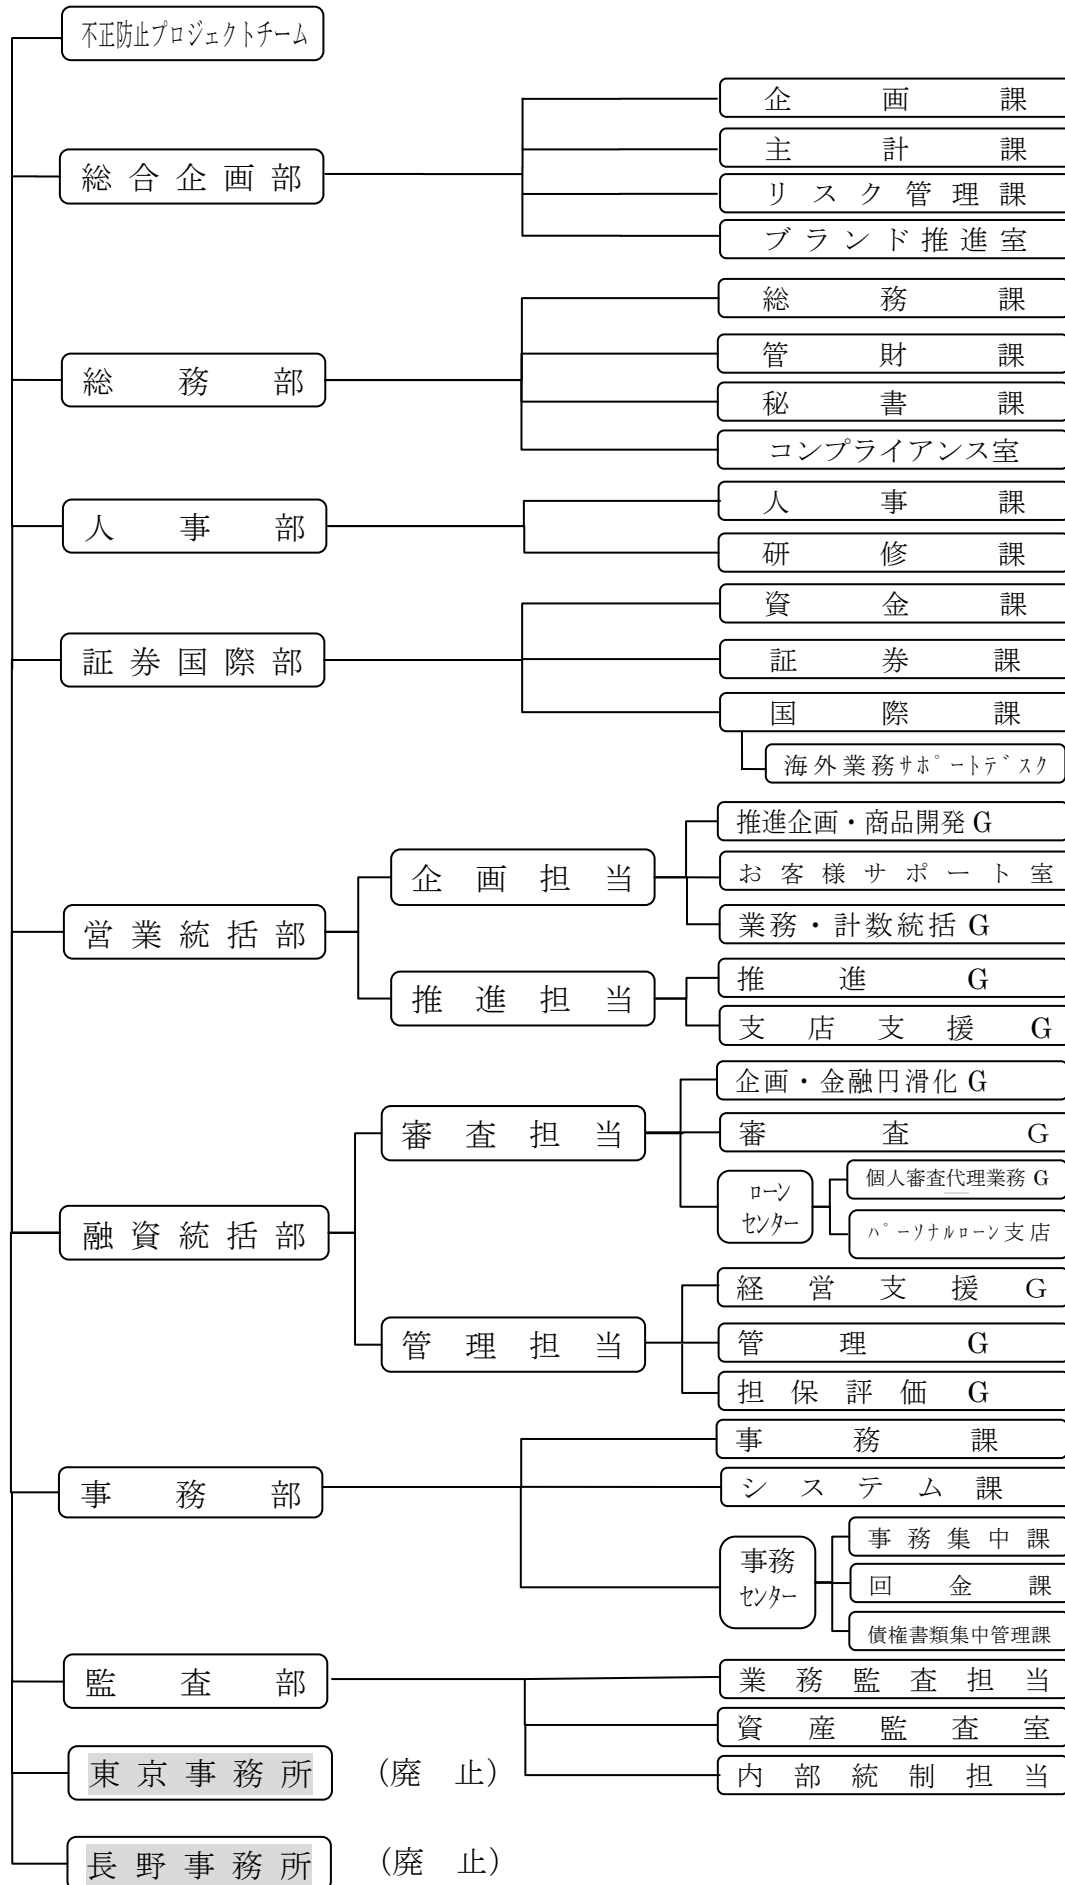 不正防止プロジェクトチーム
総合企画部
企画課
主計課
リスク管理課
ブランド推進室
総務部
総務課
管財課
秘書課
コンプライアンス室
人事部
人事課
研修課
証券国際部
資金課
証券課
国際課
海外業務ｻﾎﾟｰﾄﾃﾞｽｸ
営業統括部
企画担当
推進企画・商品開発 G
お客様サポート室
業務・計数統括 G
推進担当
推進 G
支店支援 G
融資統括部
審査担当
企画・金融円滑化 G
審査 G
ローン
センター
個人審査代理業務 G
ﾊﾟｰｿﾅﾙﾛｰﾝ支店
管理担当
経営支援 G
管理 G
担保評価 G
事務部
事務課
システム課
事務
センター
事務集中課
回金課
債権書類集中管理課
監査部
業務監査担当
資産監査室
内部統制担当
東京事務所 (廃 止)
長野事務所 (廃 止)